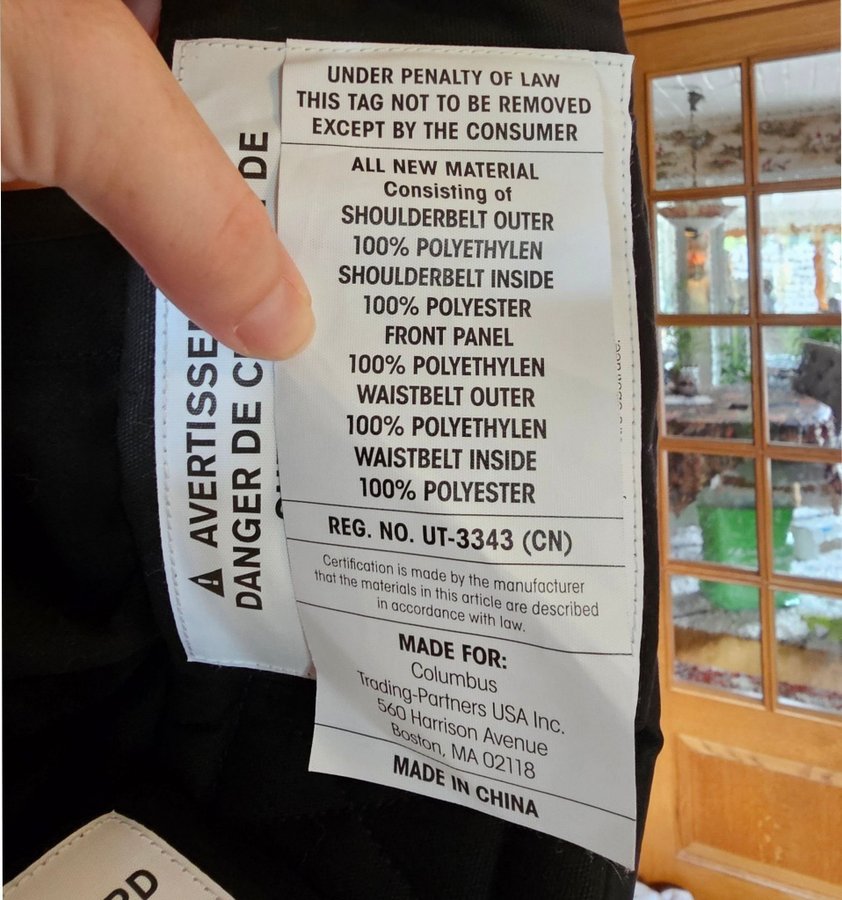 UNDER PENALTY OF LAW
THIS TAG NOT TO BE REMOVED
EXCEPT BY THE CONSUMER
ALL NEW MATERIAL
Consisting of
SHOULDERBELT OUTER
100% POLYETHYLEN
SHOULDERBELT INSIDE
100% POLYESTER
FRONT PANEL
100% POLYETHYLEN
WAISTBELT OUTER
100% POLYETHYLEN
WAISTBELT INSIDE
100% POLYESTER
REG. NO. UT-3343 (CN)
Certification is made by the manufacturer
that the materials in this article are described
in accordance with law.
MADE FOR:
Columbus
Trading-Partners USA Inc.
560 Harrison Avenue
Boston, MA 02118
MADE IN CHINA
AVERTISSE
DANGER DE C DE